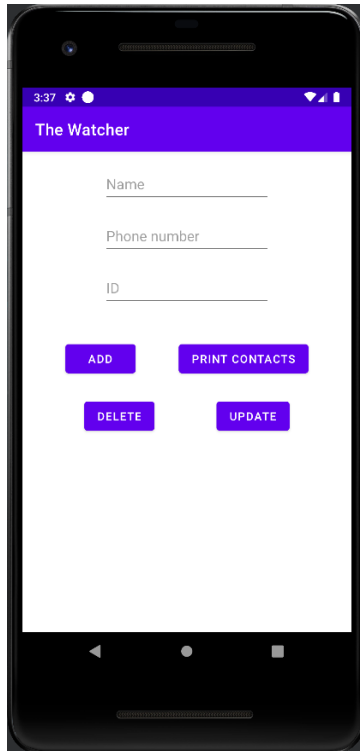 3:37
The Watcher
Name
Phone number
ID
ADD PRINT CONTACTS
DELETE UPDATE